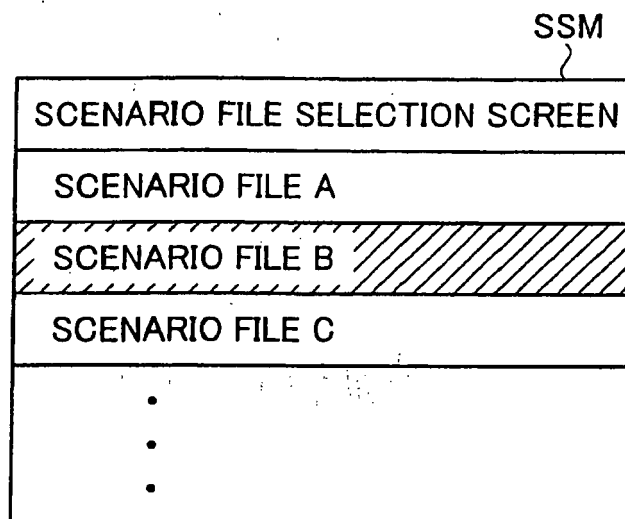 SSM
SCENARIO FILE SELECTION SCREEN
SCENARIO FILE A
SCENARIO FILE B
SCENARIO FILE C